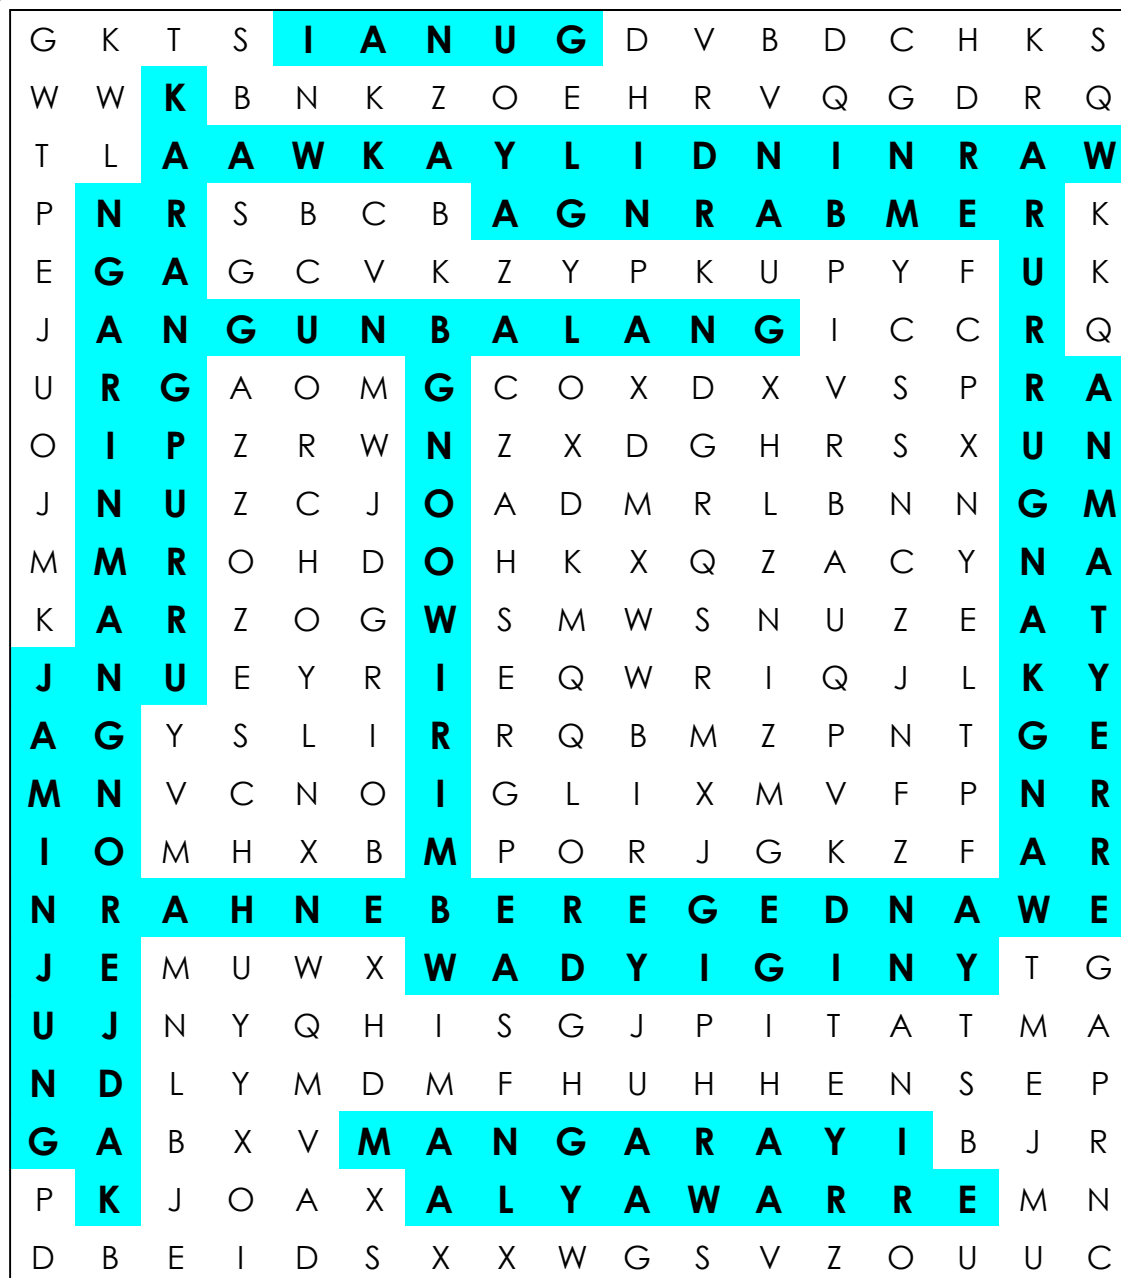 G K T S I A N U G D V B D C H K S
W W K B N K Z O E H R V Q G D R Q
T L A A W K A Y L I D N I N R A W
P N R S B C B A G N R A B M E R K
E G A G C V K Z Y P K U P Y F U K
J A N G U N B A L A N G I C C R Q
U R G A O M G C O X D X V S P R A
O I P Z R W N Z X D G H R S X U N
J N U Z C J O A D M R L B N N G M
M M R O H D O H K X Q Z A C Y N A
K A R Z O G W S M W S N U Z E A T
J N U E Y R I E Q W R I Q J L K Y
A G Y S L I R R Q B M Z P N T G E
M N V C N O I G L I X M V F P N R
I O M H X B M P O R J G K Z F A R
N R A H N E B E R E G E D N A W E
J E M U W X W A D Y I G I N Y T G
U J N Y Q H I S G J P I T A T M A
N D L Y M D M F H U H H E N S E P
G A B X V M A N G A R A Y I B J R
P K J O A X A L Y A W A R R E M N
D B E I D S X X W G S V Z O U U C